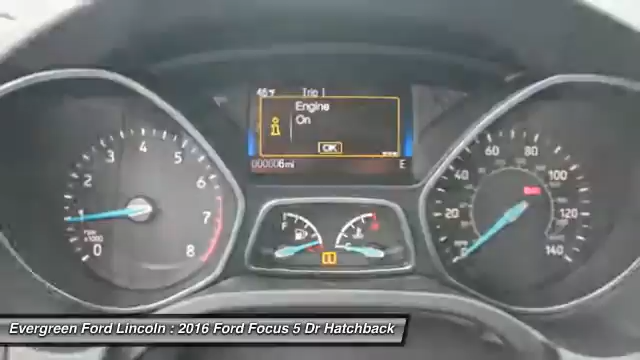 46°F Trip 1
Engine
On
OK
000006mi E
0 1 2 3 4 5 6 7 8
x1000
F
C
20 40 60 80 100 120 140
Evergreen Ford Lincoln : 2016 Ford Focus 5 Dr Hatchback